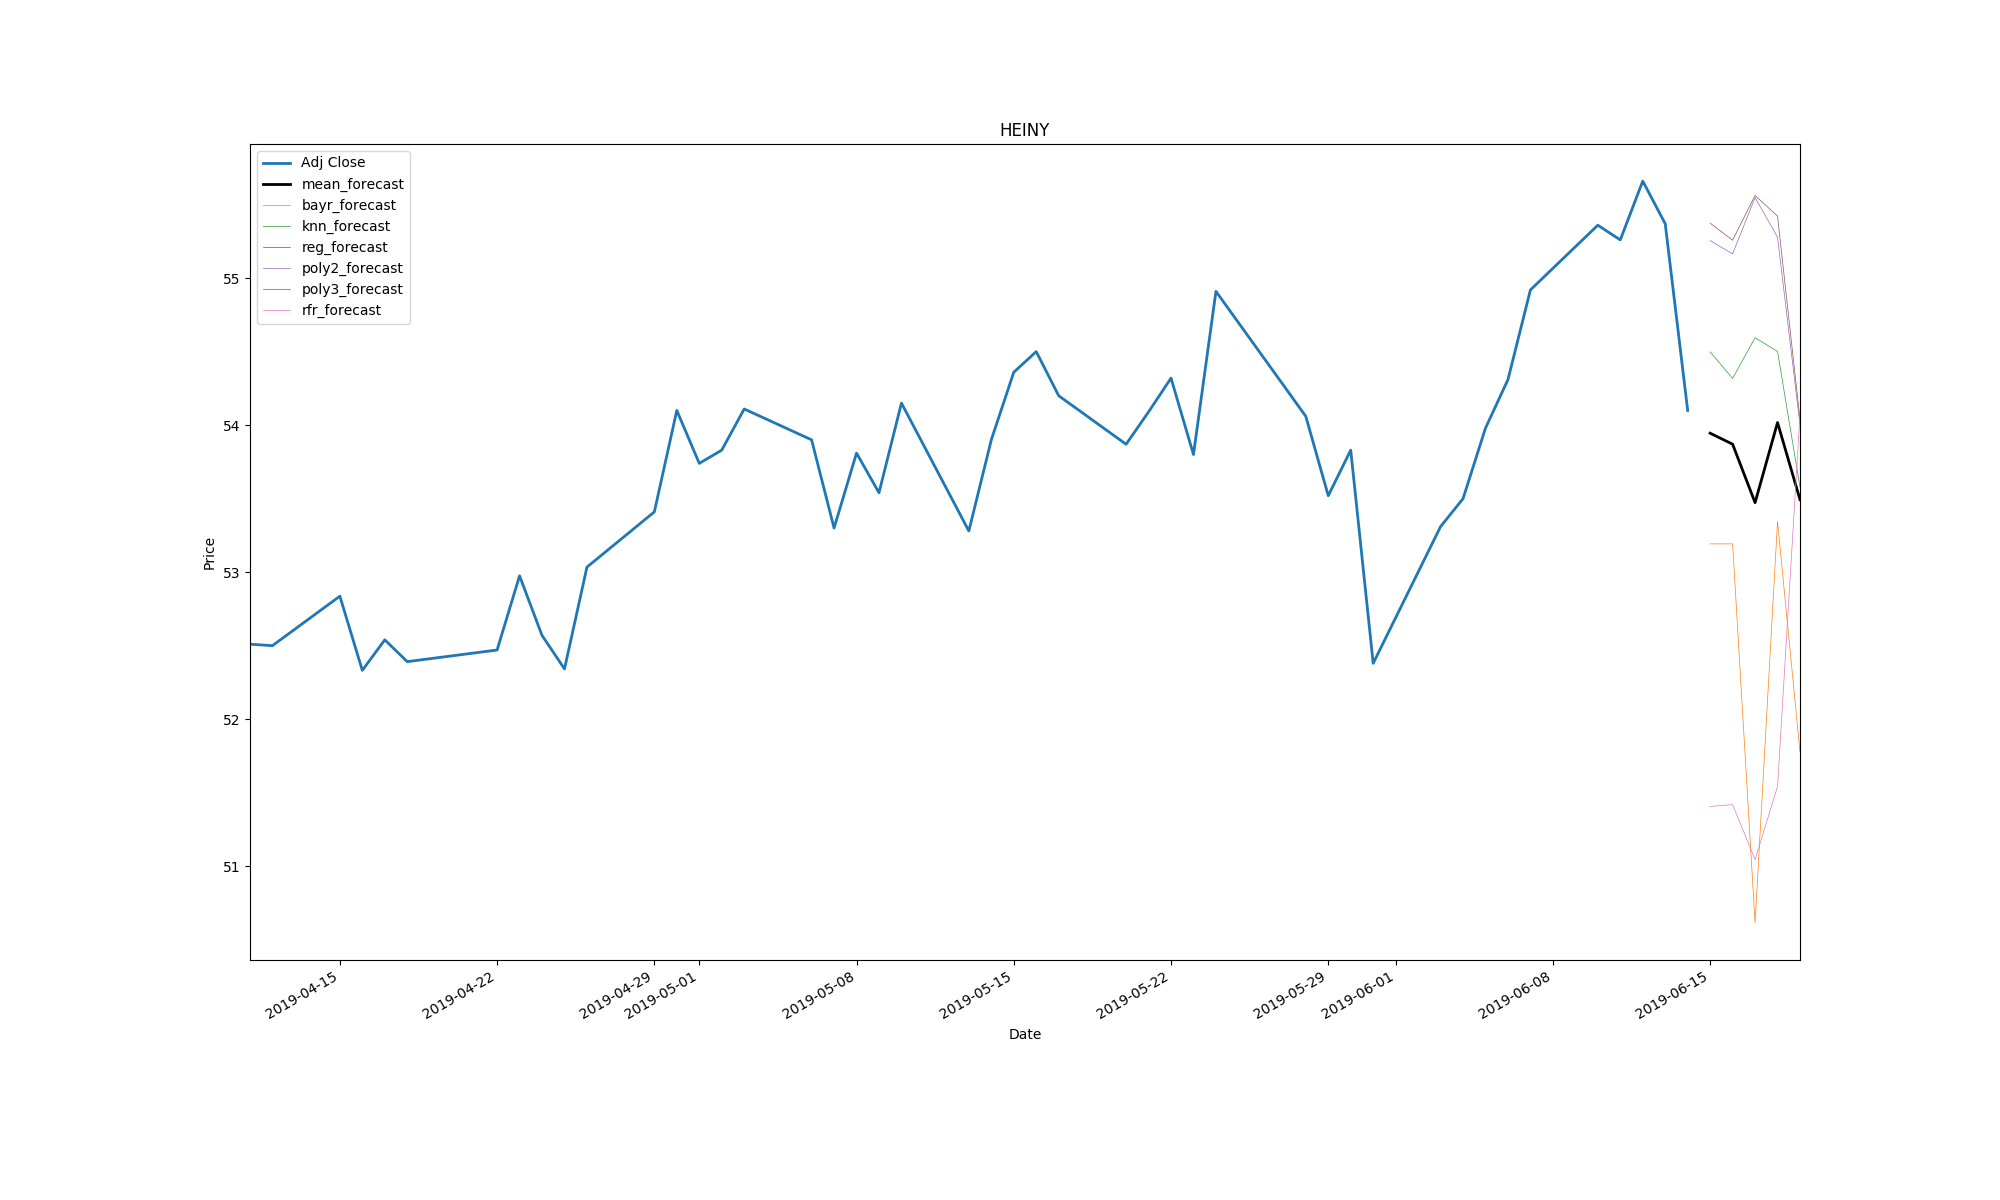 HEINY
Adj Close
mean_forecast
bayr_forecast
knn_forecast
reg_forecast
poly2_forecast
poly3_forecast
rfr_forecast
Price
55
54
53
52
51
2019-04-15
2019-04-22
2019-04-29
2019-05-01
2019-05-08
2019-05-15
2019-05-22
2019-05-29
2019-06-01
2019-06-08
2019-06-15
Date